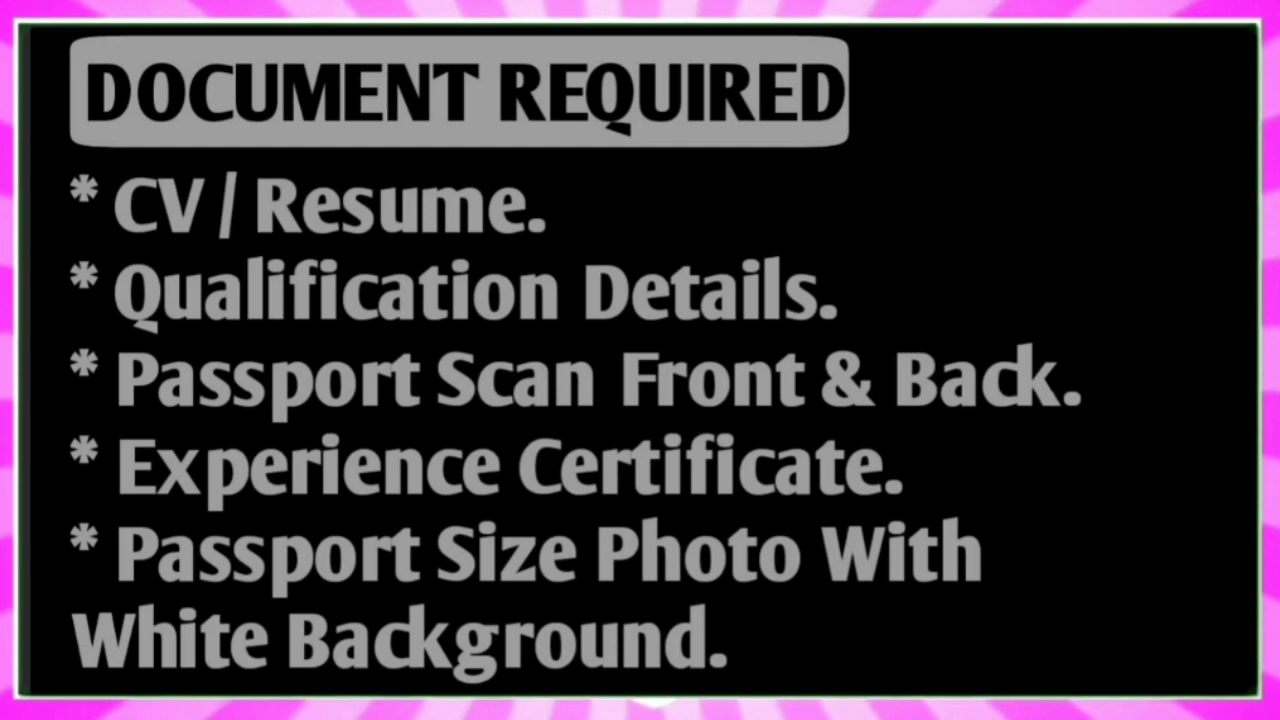 DOCUMENT REQUIRED
* CV / Resume.
* Qualification Details.
* Passport Scan Front & Back.
* Experience Certificate.
* Passport Size Photo With
White Background.